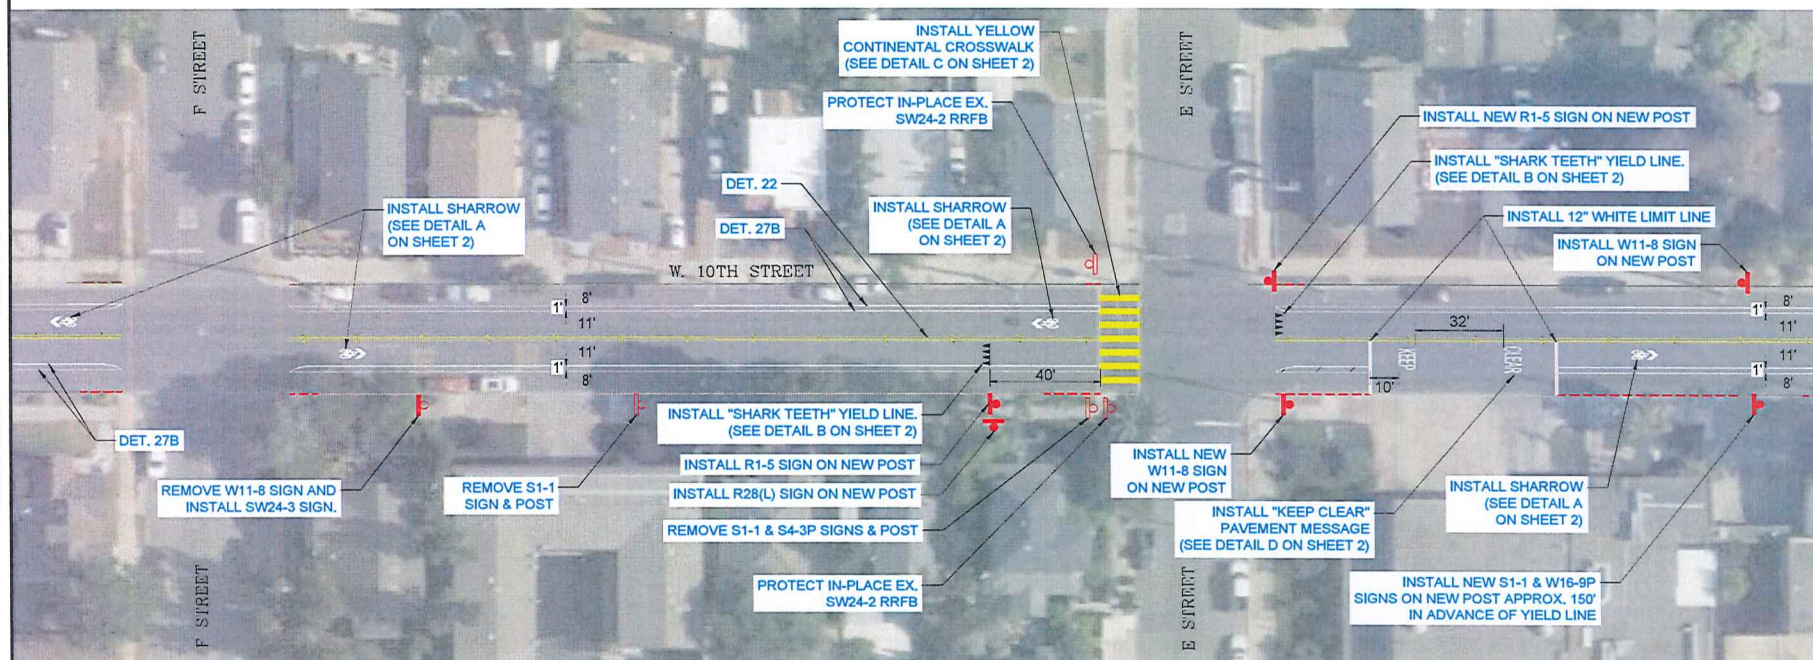 F STREET
INSTALL YELLOW
CONTINENTAL CROSSWALK
(SEE DETAIL C ON SHEET 2)
E STREET
PROTECT IN-PLACE EX.
SW24-2 RRFB
INSTALL NEW R1-5 SIGN ON NEW POST
INSTALL "SHARK TEETH" YIELD LINE.
(SEE DETAIL B ON SHEET 2)
DET. 22
INSTALL SHARROW
(SEE DETAIL A
ON SHEET 2)
INSTALL SHARROW
(SEE DETAIL A
ON SHEET 2)
INSTALL 12" WHITE LIMIT LINE
DET. 27B
INSTALL W11-8 SIGN
ON NEW POST
W. 10TH STREET
1'
8'
11'
11'
1'
8'
40'
32'
KEEP
CLEAR
10'
1'
8'
11'
11'
1'
8'
DET. 27B
INSTALL "SHARK TEETH" YIELD LINE.
(SEE DETAIL B ON SHEET 2)
INSTALL R1-5 SIGN ON NEW POST
INSTALL R28(L) SIGN ON NEW POST
REMOVE S1-1 & S4-3P SIGNS & POST
REMOVE W11-8 SIGN AND
INSTALL SW24-3 SIGN.
REMOVE S1-1
SIGN & POST
INSTALL NEW
W11-8 SIGN
ON NEW POST
INSTALL "KEEP CLEAR"
PAVEMENT MESSAGE
(SEE DETAIL D ON SHEET 2)
INSTALL SHARROW
(SEE DETAIL A
ON SHEET 2)
F STREET
PROTECT IN-PLACE EX.
SW24-2 RRFB
E STREET
INSTALL NEW S1-1 & W16-9P
SIGNS ON NEW POST APPROX. 150'
IN ADVANCE OF YIELD LINE